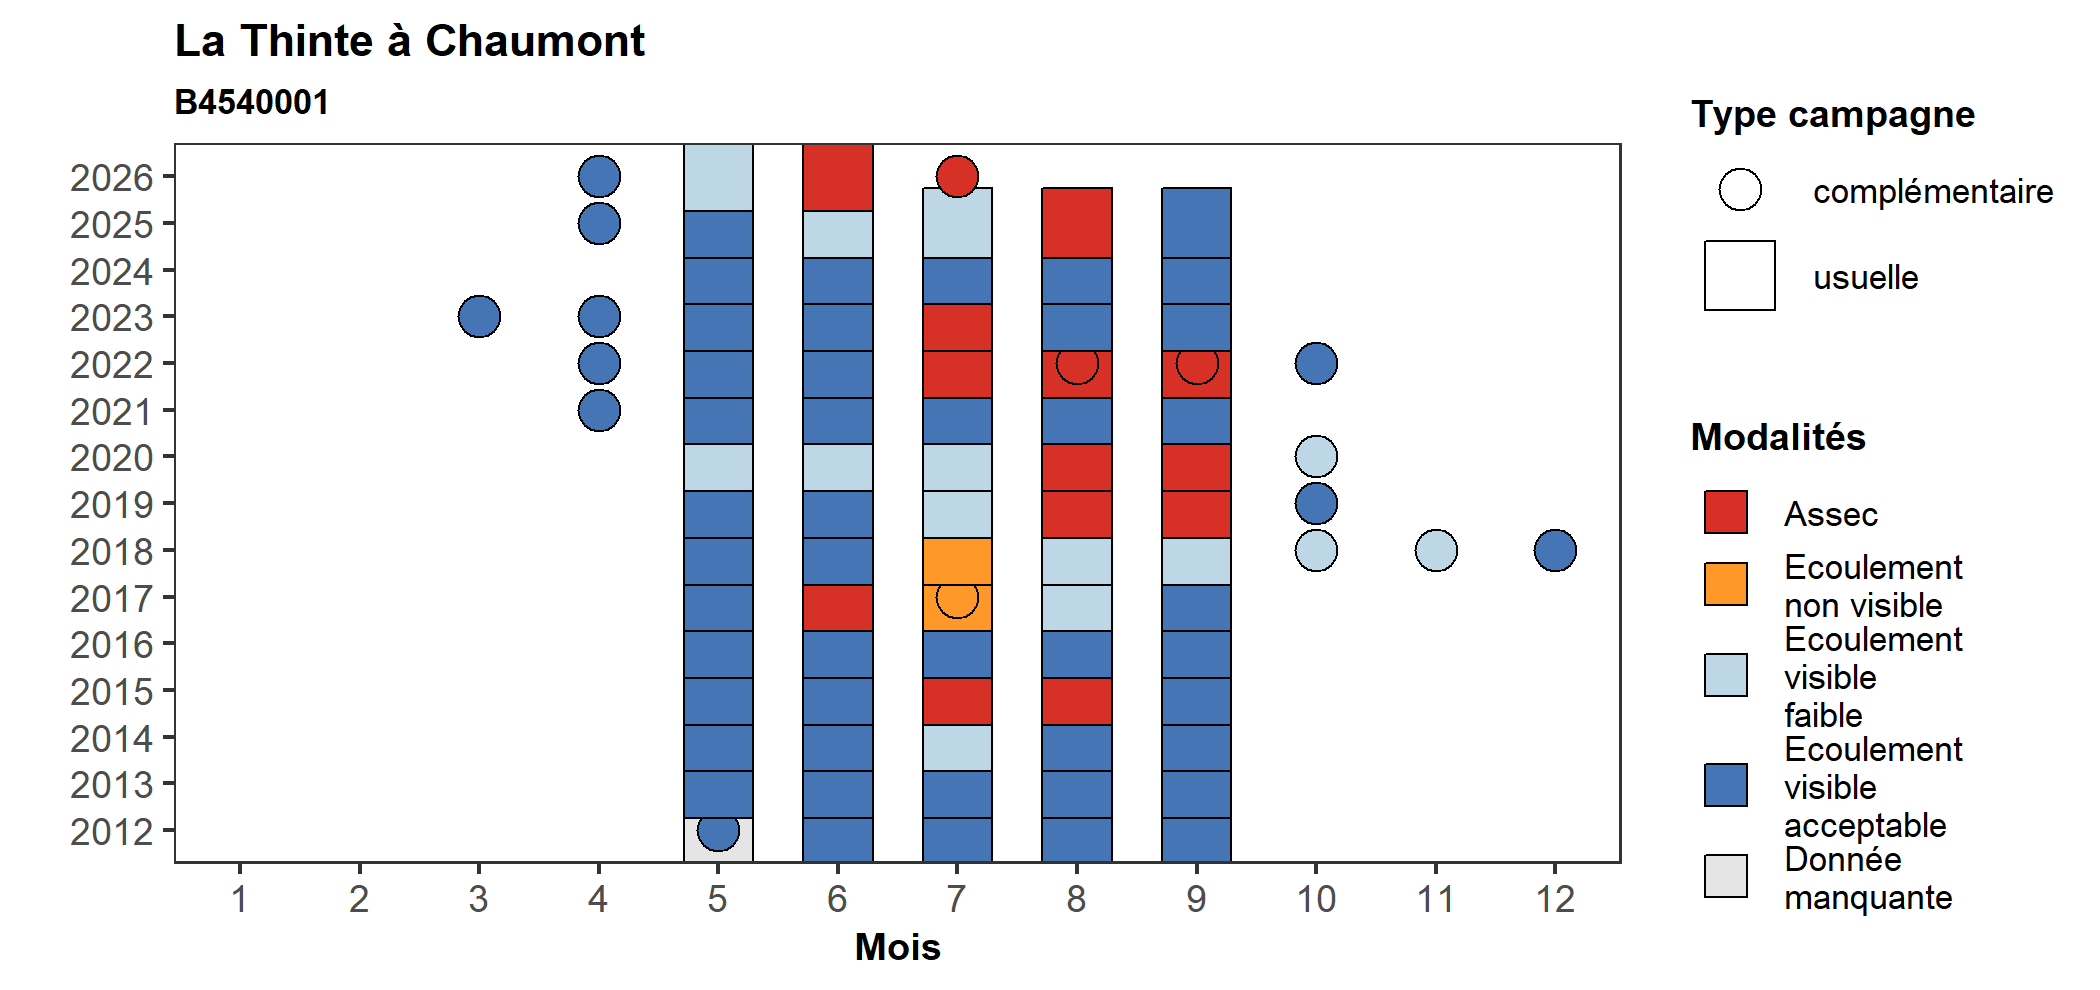 La Thinte à Chaumont
B4540001
2026
2025
2024
2023
2022
2021
2020
2019
2018
2017
2016
2015
2014
2013
2012
1 2 3 4 5 6 7 8 9 10 11 12
Mois
Type campagne
complémentaire
usuelle
Modalités
Assec
Ecoulement
non visible
Ecoulement
visible
faible
Ecoulement
visible
acceptable
Donnée
manquante